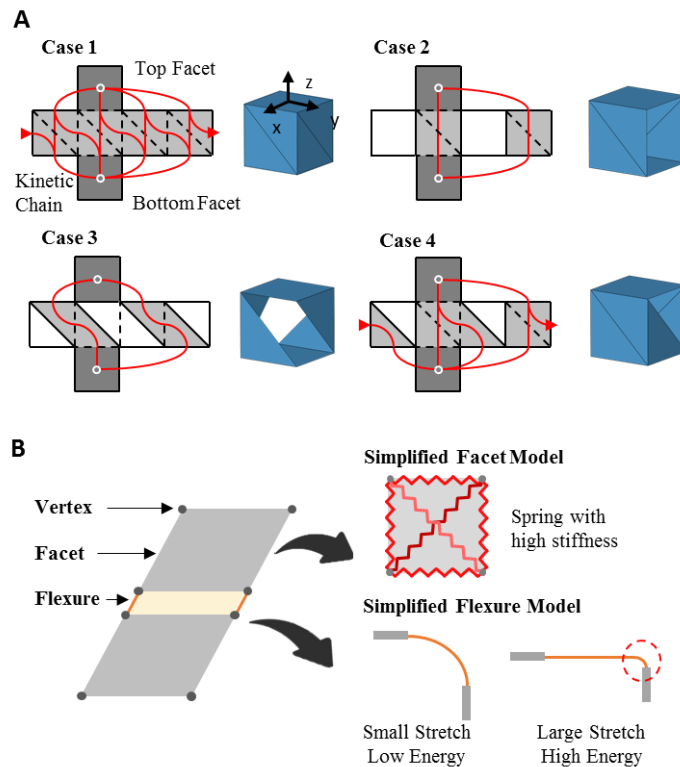 A
Case 1
Top Facet
Kinetic
Chain
Bottom Facet
z
x
y
Case 2
Case 3
Case 4
B
Vertex
Facet
Flexure
Simplified Facet Model
Spring with
high stiffness
Simplified Flexure Model
Small Stretch
Low Energy
Large Stretch
High Energy